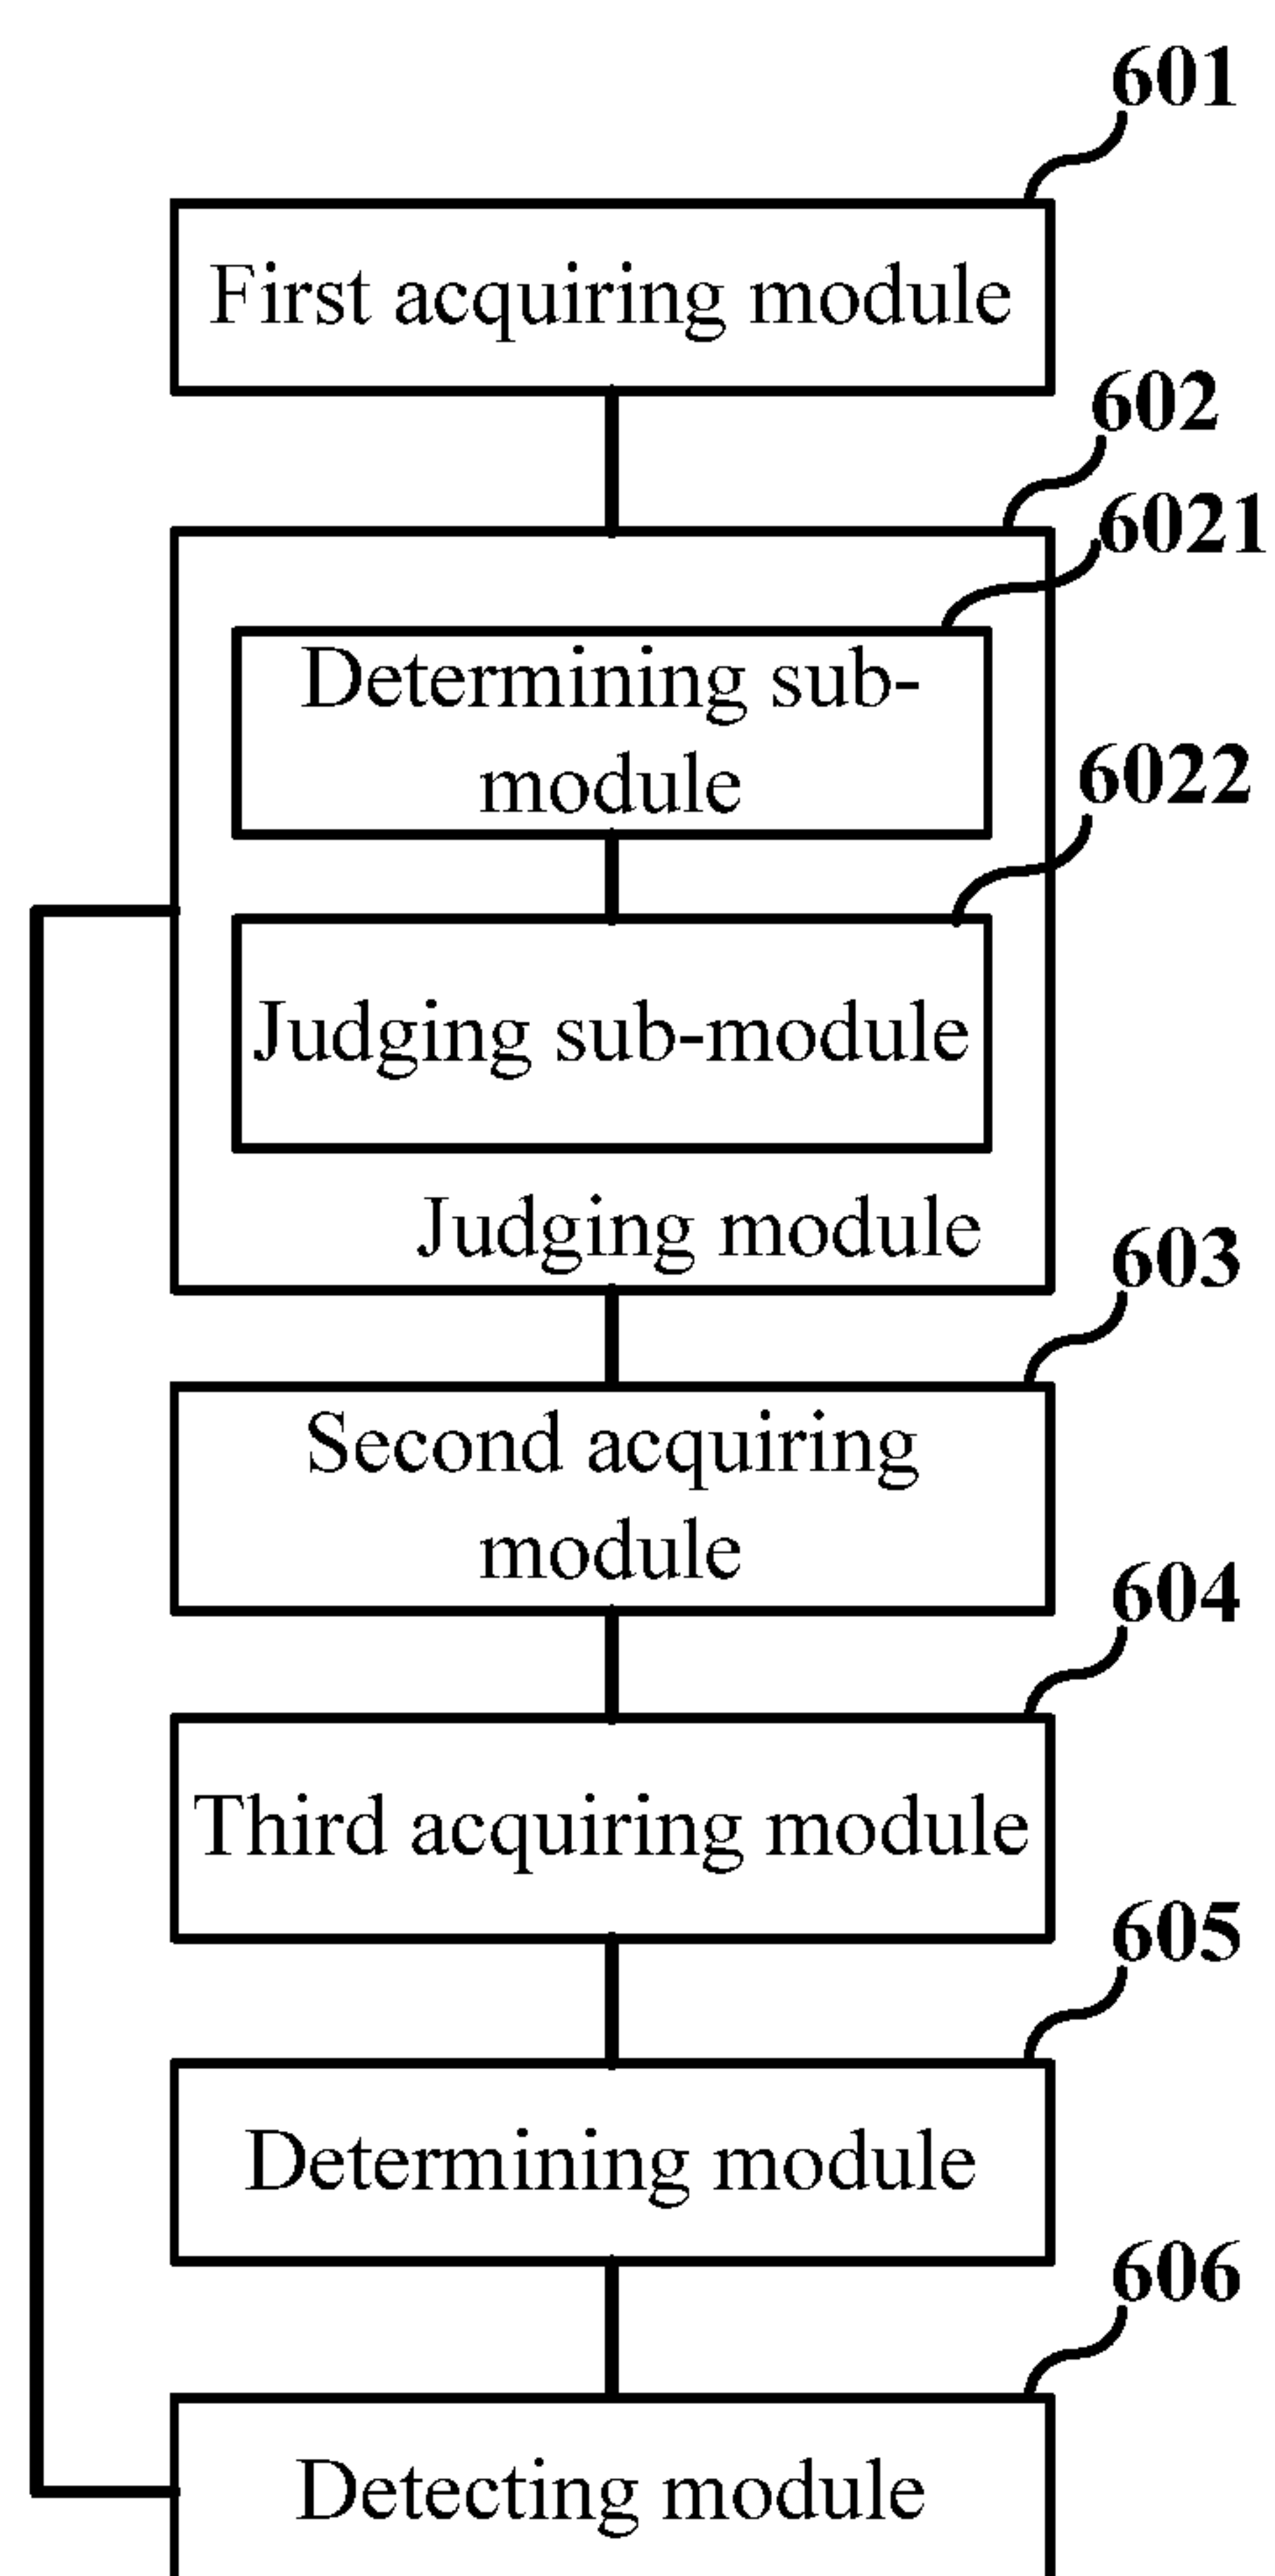 601
First acquiring module
602
6021
Determining sub-
module
6022
Judging sub-module
Judging module
603
Second acquiring
module
604
Third acquiring module
605
Determining module
606
Detecting module